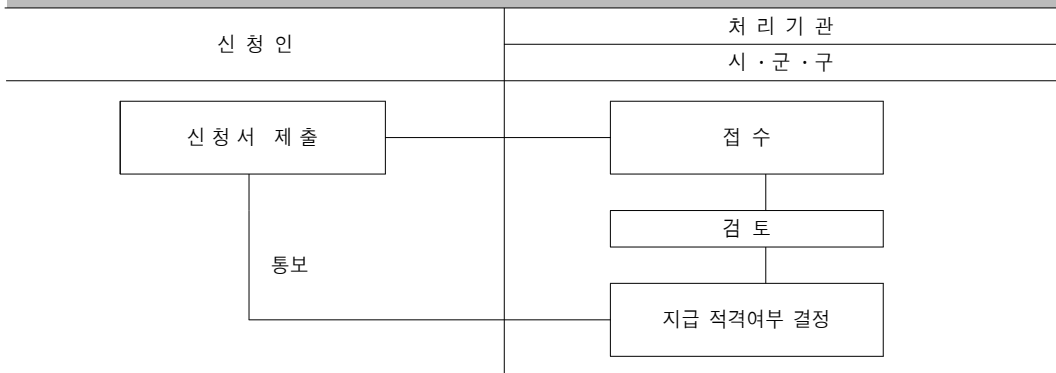 신 청 인
처 리 기 관
시 · 군 · 구
신 청 서 제 출
접 수
검 토
통보
지급 적격여부 결정